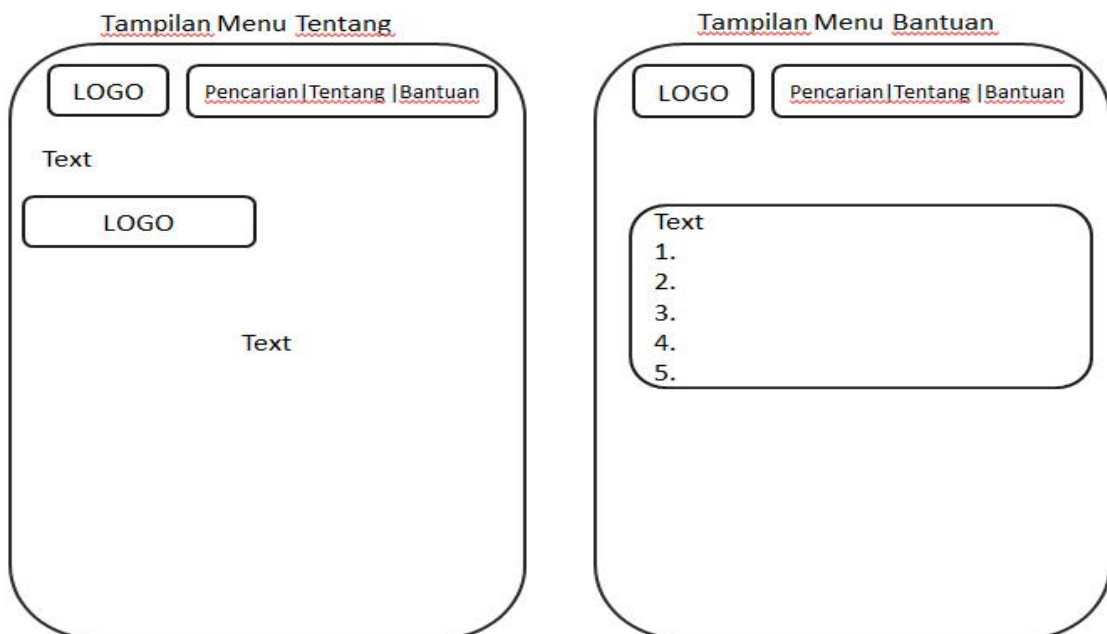 Tampilan Menu Tentang
LOGO
Pencarian|Tentang |Bantuan
Text
LOGO
Text
Tampilan Menu Bantuan
LOGO
Pencarian|Tentang |Bantuan
Text
1.
2.
3.
4.
5.